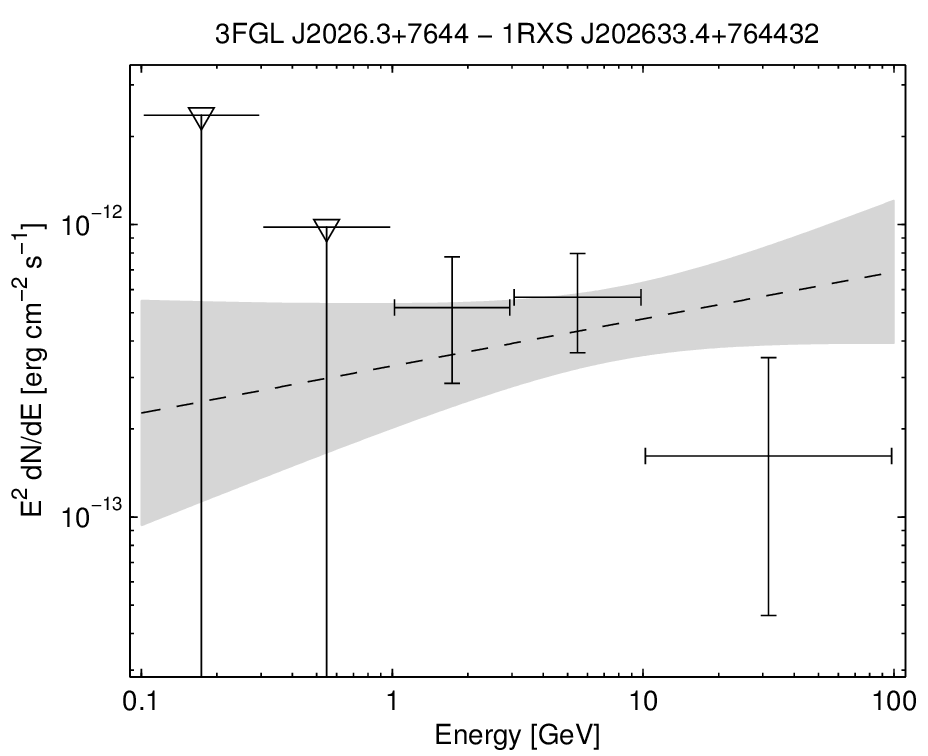 3FGL J2026.3+7644 − 1RXS J202633.4+764432
E² dN/dE [erg cm⁻² s⁻¹]
10⁻¹²
10⁻¹³
0.1 1 10 100
Energy [GeV]